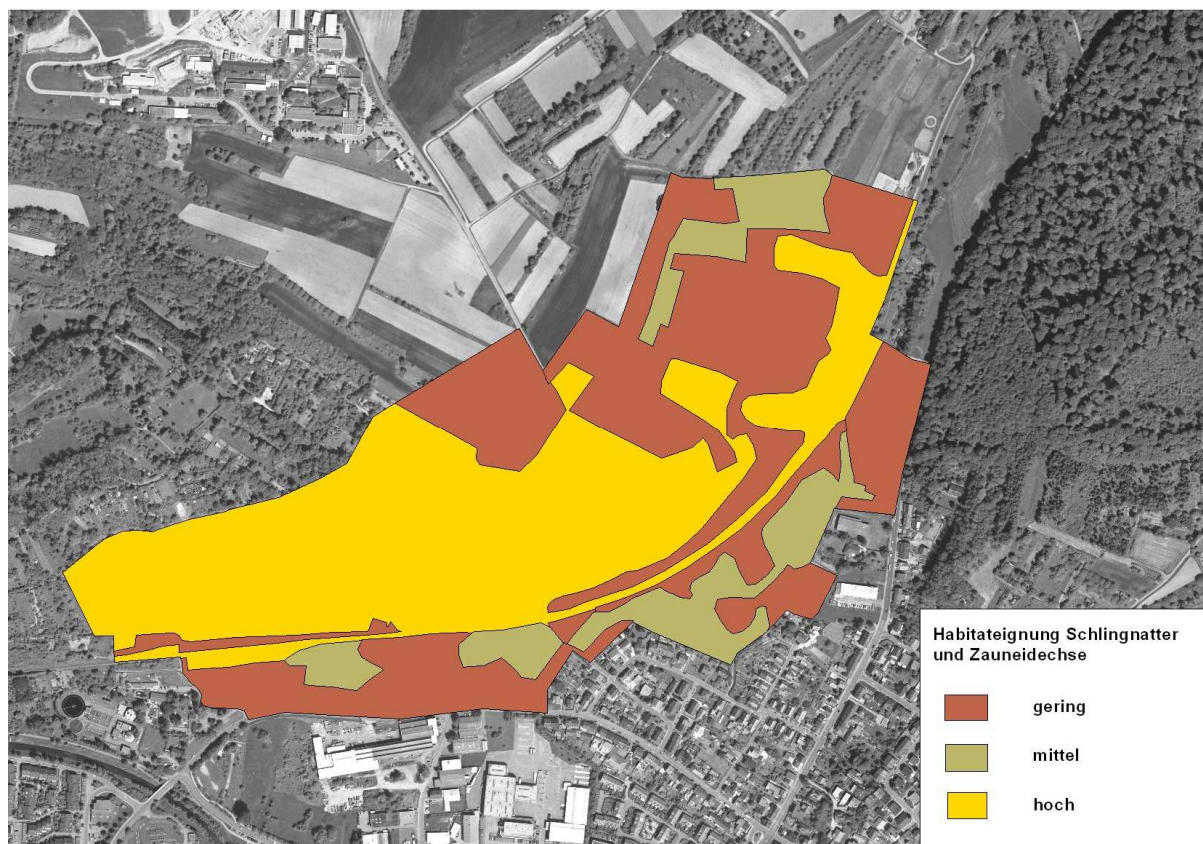 Habitateignung Schlingnatter
und Zauneidechse
gering
mittel
hoch